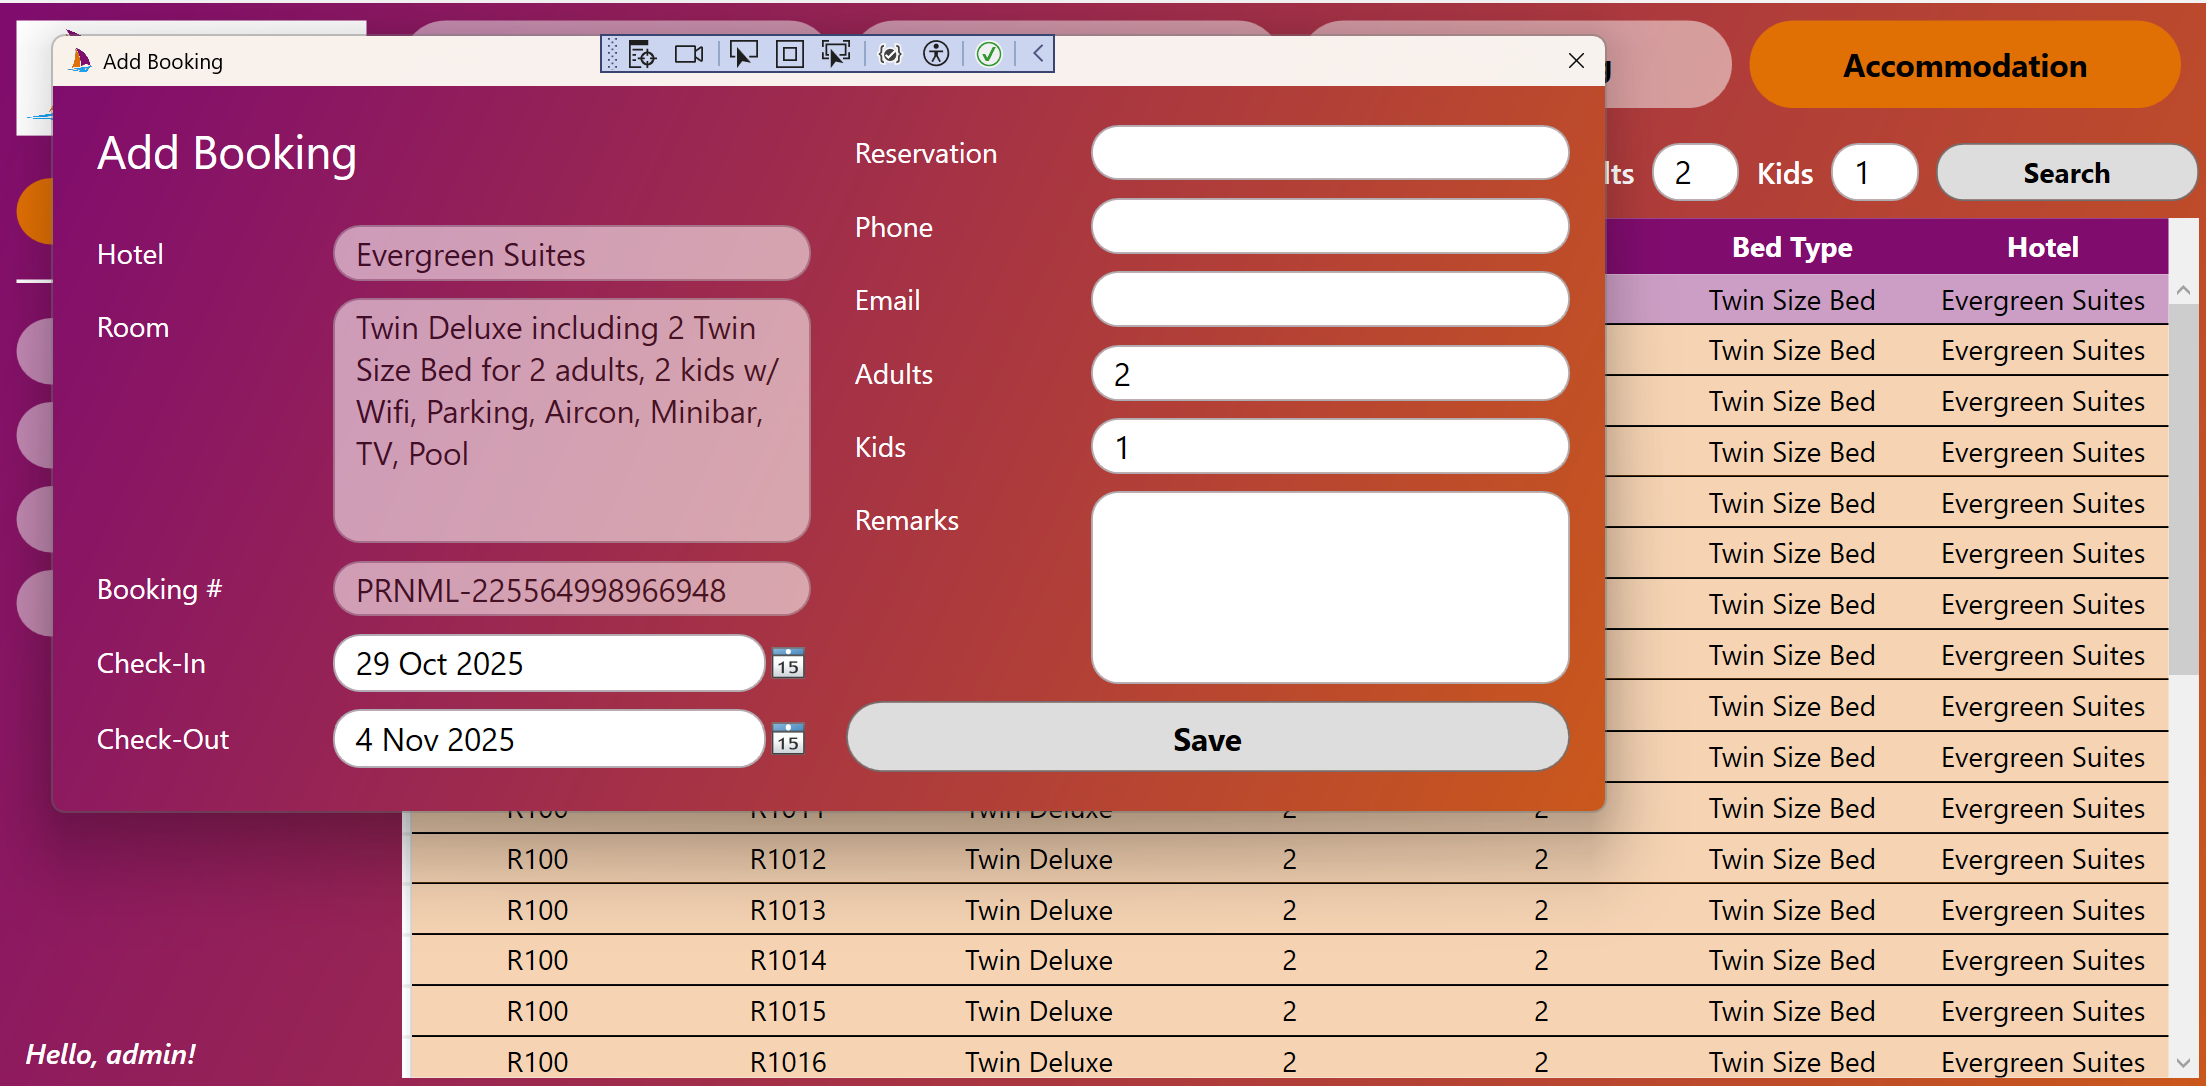 Add Booking
Accommodation
Add Booking
Hotel
Evergreen Suites
Room
Twin Deluxe including 2 Twin
Size Bed for 2 adults, 2 kids w/
Wifi, Parking, Aircon, Minibar,
TV, Pool
Booking #
PRNML-225564998966948
Check-In
29 Oct 2025
15
Check-Out
4 Nov 2025
15
Reservation
Phone
Email
Adults
2
Kids
1
Remarks
Save
2
Kids
1
Search
Bed Type Hotel
Twin Size Bed Evergreen Suites
Twin Size Bed Evergreen Suites
Twin Size Bed Evergreen Suites
Twin Size Bed Evergreen Suites
Twin Size Bed Evergreen Suites
Twin Size Bed Evergreen Suites
Twin Size Bed Evergreen Suites
Twin Size Bed Evergreen Suites
Twin Size Bed Evergreen Suites
Twin Size Bed Evergreen Suites
R100 R1011 Twin Deluxe 2 2 Twin Size Bed Evergreen Suites
R100 R1012 Twin Deluxe 2 2 Twin Size Bed Evergreen Suites
R100 R1013 Twin Deluxe 2 2 Twin Size Bed Evergreen Suites
R100 R1014 Twin Deluxe 2 2 Twin Size Bed Evergreen Suites
R100 R1015 Twin Deluxe 2 2 Twin Size Bed Evergreen Suites
R100 R1016 Twin Deluxe 2 2 Twin Size Bed Evergreen Suites
Hello, admin!